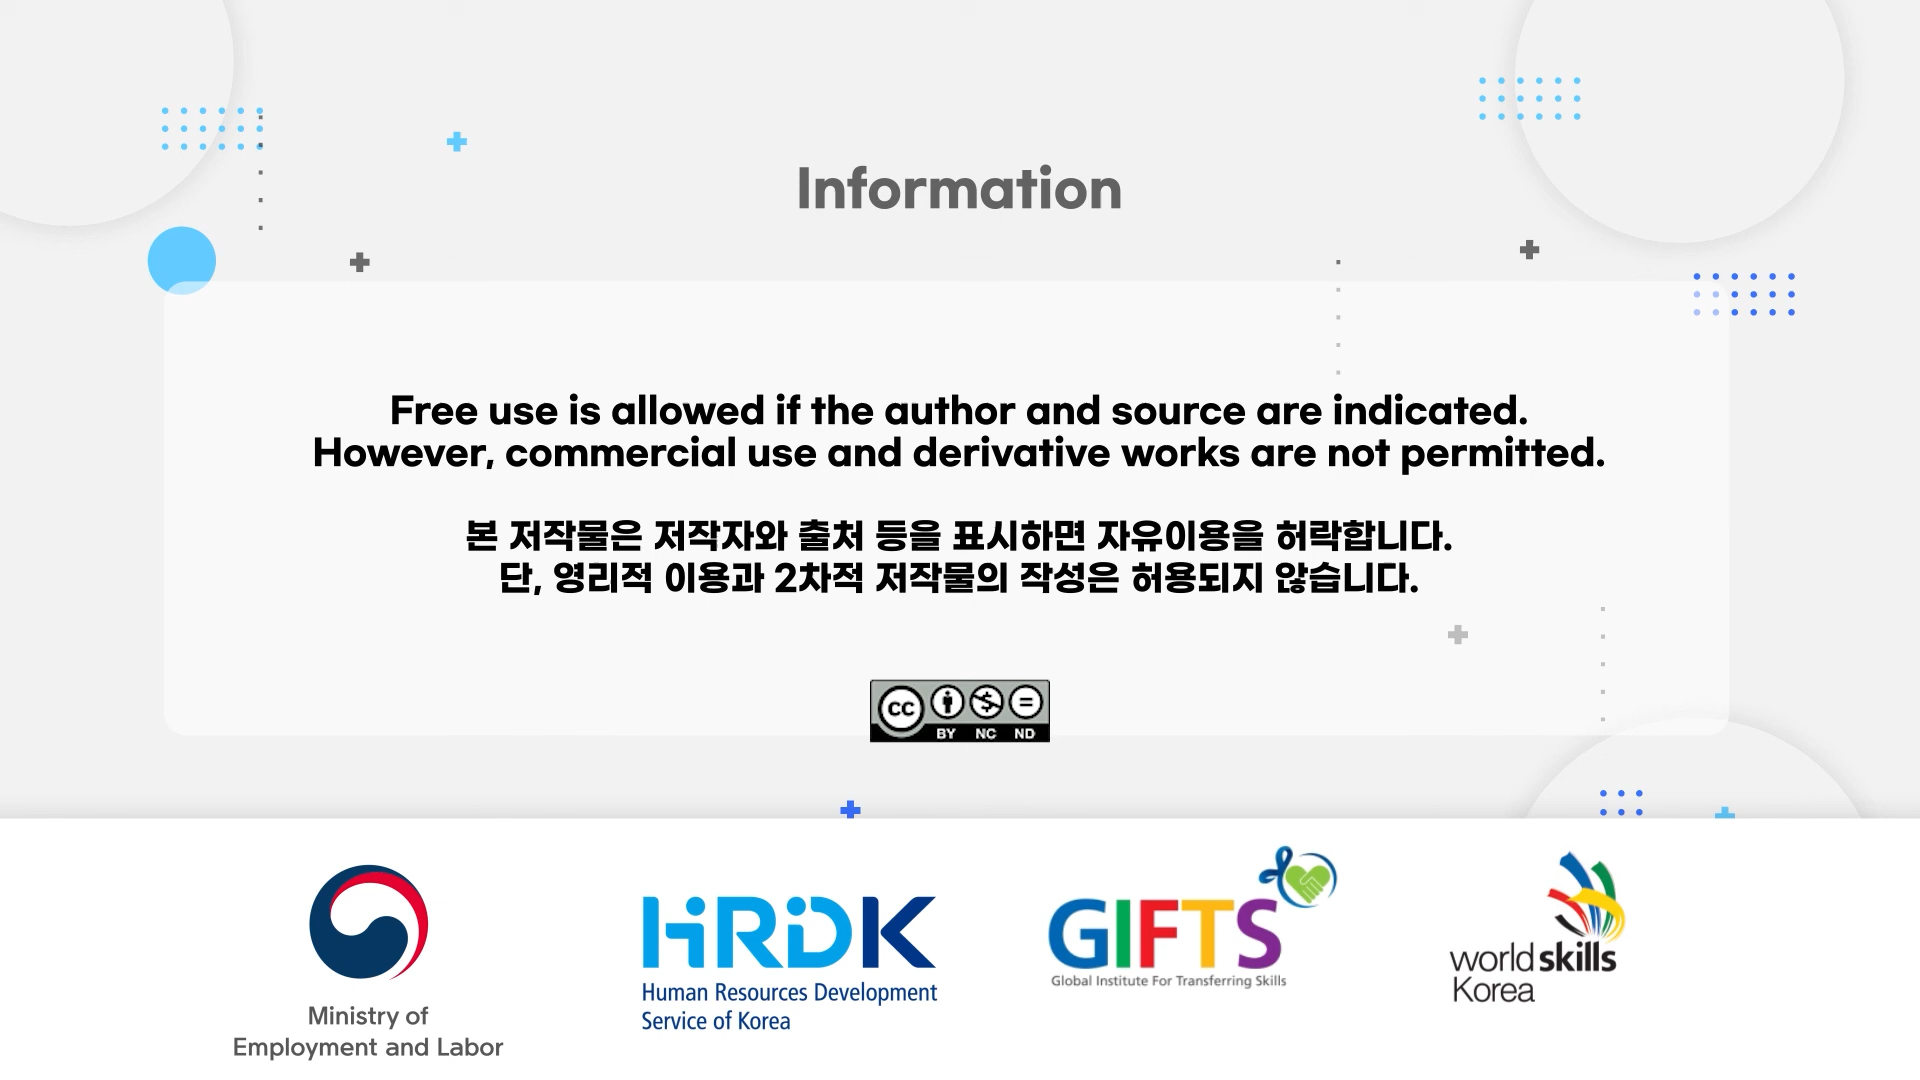 Information
Free use is allowed if the author and source are indicated.
However, commercial use and derivative works are not permitted.
본 저작물은 저작자와 출처 등을 표시하면 자유이용을 허락합니다.
단, 영리적 이용과 2차적 저작물의 작성은 허용되지 않습니다.
cc BY NC ND
Ministry of
Employment and Labor
HRDK
Human Resources Development
Service of Korea
GIFTS
Global Institute For Transferring Skills
worldskills
Korea